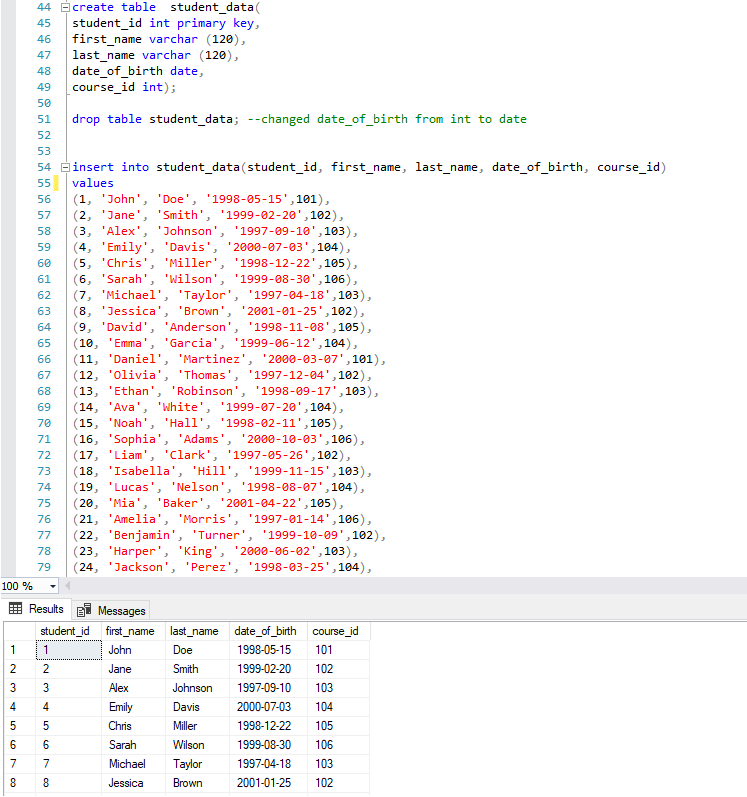 44 create table  student_data(
45 student_id int primary key,
46 first_name varchar (120),
47 last_name varchar (120),
48 date_of_birth date,
49 course_id int);
50
51 drop table student_data; --changed date_of_birth from int to date
52
53
54 insert into student_data(student_id, first_name, last_name, date_of_birth, course_id)
55 values
56 (1, 'John', 'Doe', '1998-05-15',101),
57 (2, 'Jane', 'Smith', '1999-02-20',102),
58 (3, 'Alex', 'Johnson', '1997-09-10',103),
59 (4, 'Emily', 'Davis', '2000-07-03',104),
60 (5, 'Chris', 'Miller', '1998-12-22',105),
61 (6, 'Sarah', 'Wilson', '1999-08-30',106),
62 (7, 'Michael', 'Taylor', '1997-04-18',103),
63 (8, 'Jessica', 'Brown', '2001-01-25',102),
64 (9, 'David', 'Anderson', '1998-11-08',105),
65 (10, 'Emma', 'Garcia', '1999-06-12',104),
66 (11, 'Daniel', 'Martinez', '2000-03-07',101),
67 (12, 'Olivia', 'Thomas', '1997-12-04',102),
68 (13, 'Ethan', 'Robinson', '1998-09-17',103),
69 (14, 'Ava', 'White', '1999-07-20',104),
70 (15, 'Noah', 'Hall', '1998-02-11',105),
71 (16, 'Sophia', 'Adams', '2000-10-03',106),
72 (17, 'Liam', 'Clark', '1997-05-26',102),
73 (18, 'Isabella', 'Hill', '1999-11-15',103),
74 (19, 'Lucas', 'Nelson', '1998-08-07',104),
75 (20, 'Mia', 'Baker', '2001-04-22',105),
76 (21, 'Amelia', 'Morris', '1997-01-14',106),
77 (22, 'Benjamin', 'Turner', '1999-10-09',102),
78 (23, 'Harper', 'King', '2000-06-02',103),
79 (24, 'Jackson', 'Perez', '1998-03-25',104),
100 %
Results Messages
student_id first_name last_name date_of_birth course_id
1 1 John Doe 1998-05-15 101
2 2 Jane Smith 1999-02-20 102
3 3 Alex Johnson 1997-09-10 103
4 4 Emily Davis 2000-07-03 104
5 5 Chris Miller 1998-12-22 105
6 6 Sarah Wilson 1999-08-30 106
7 7 Michael Taylor 1997-04-18 103
8 8 Jessica Brown 2001-01-25 102